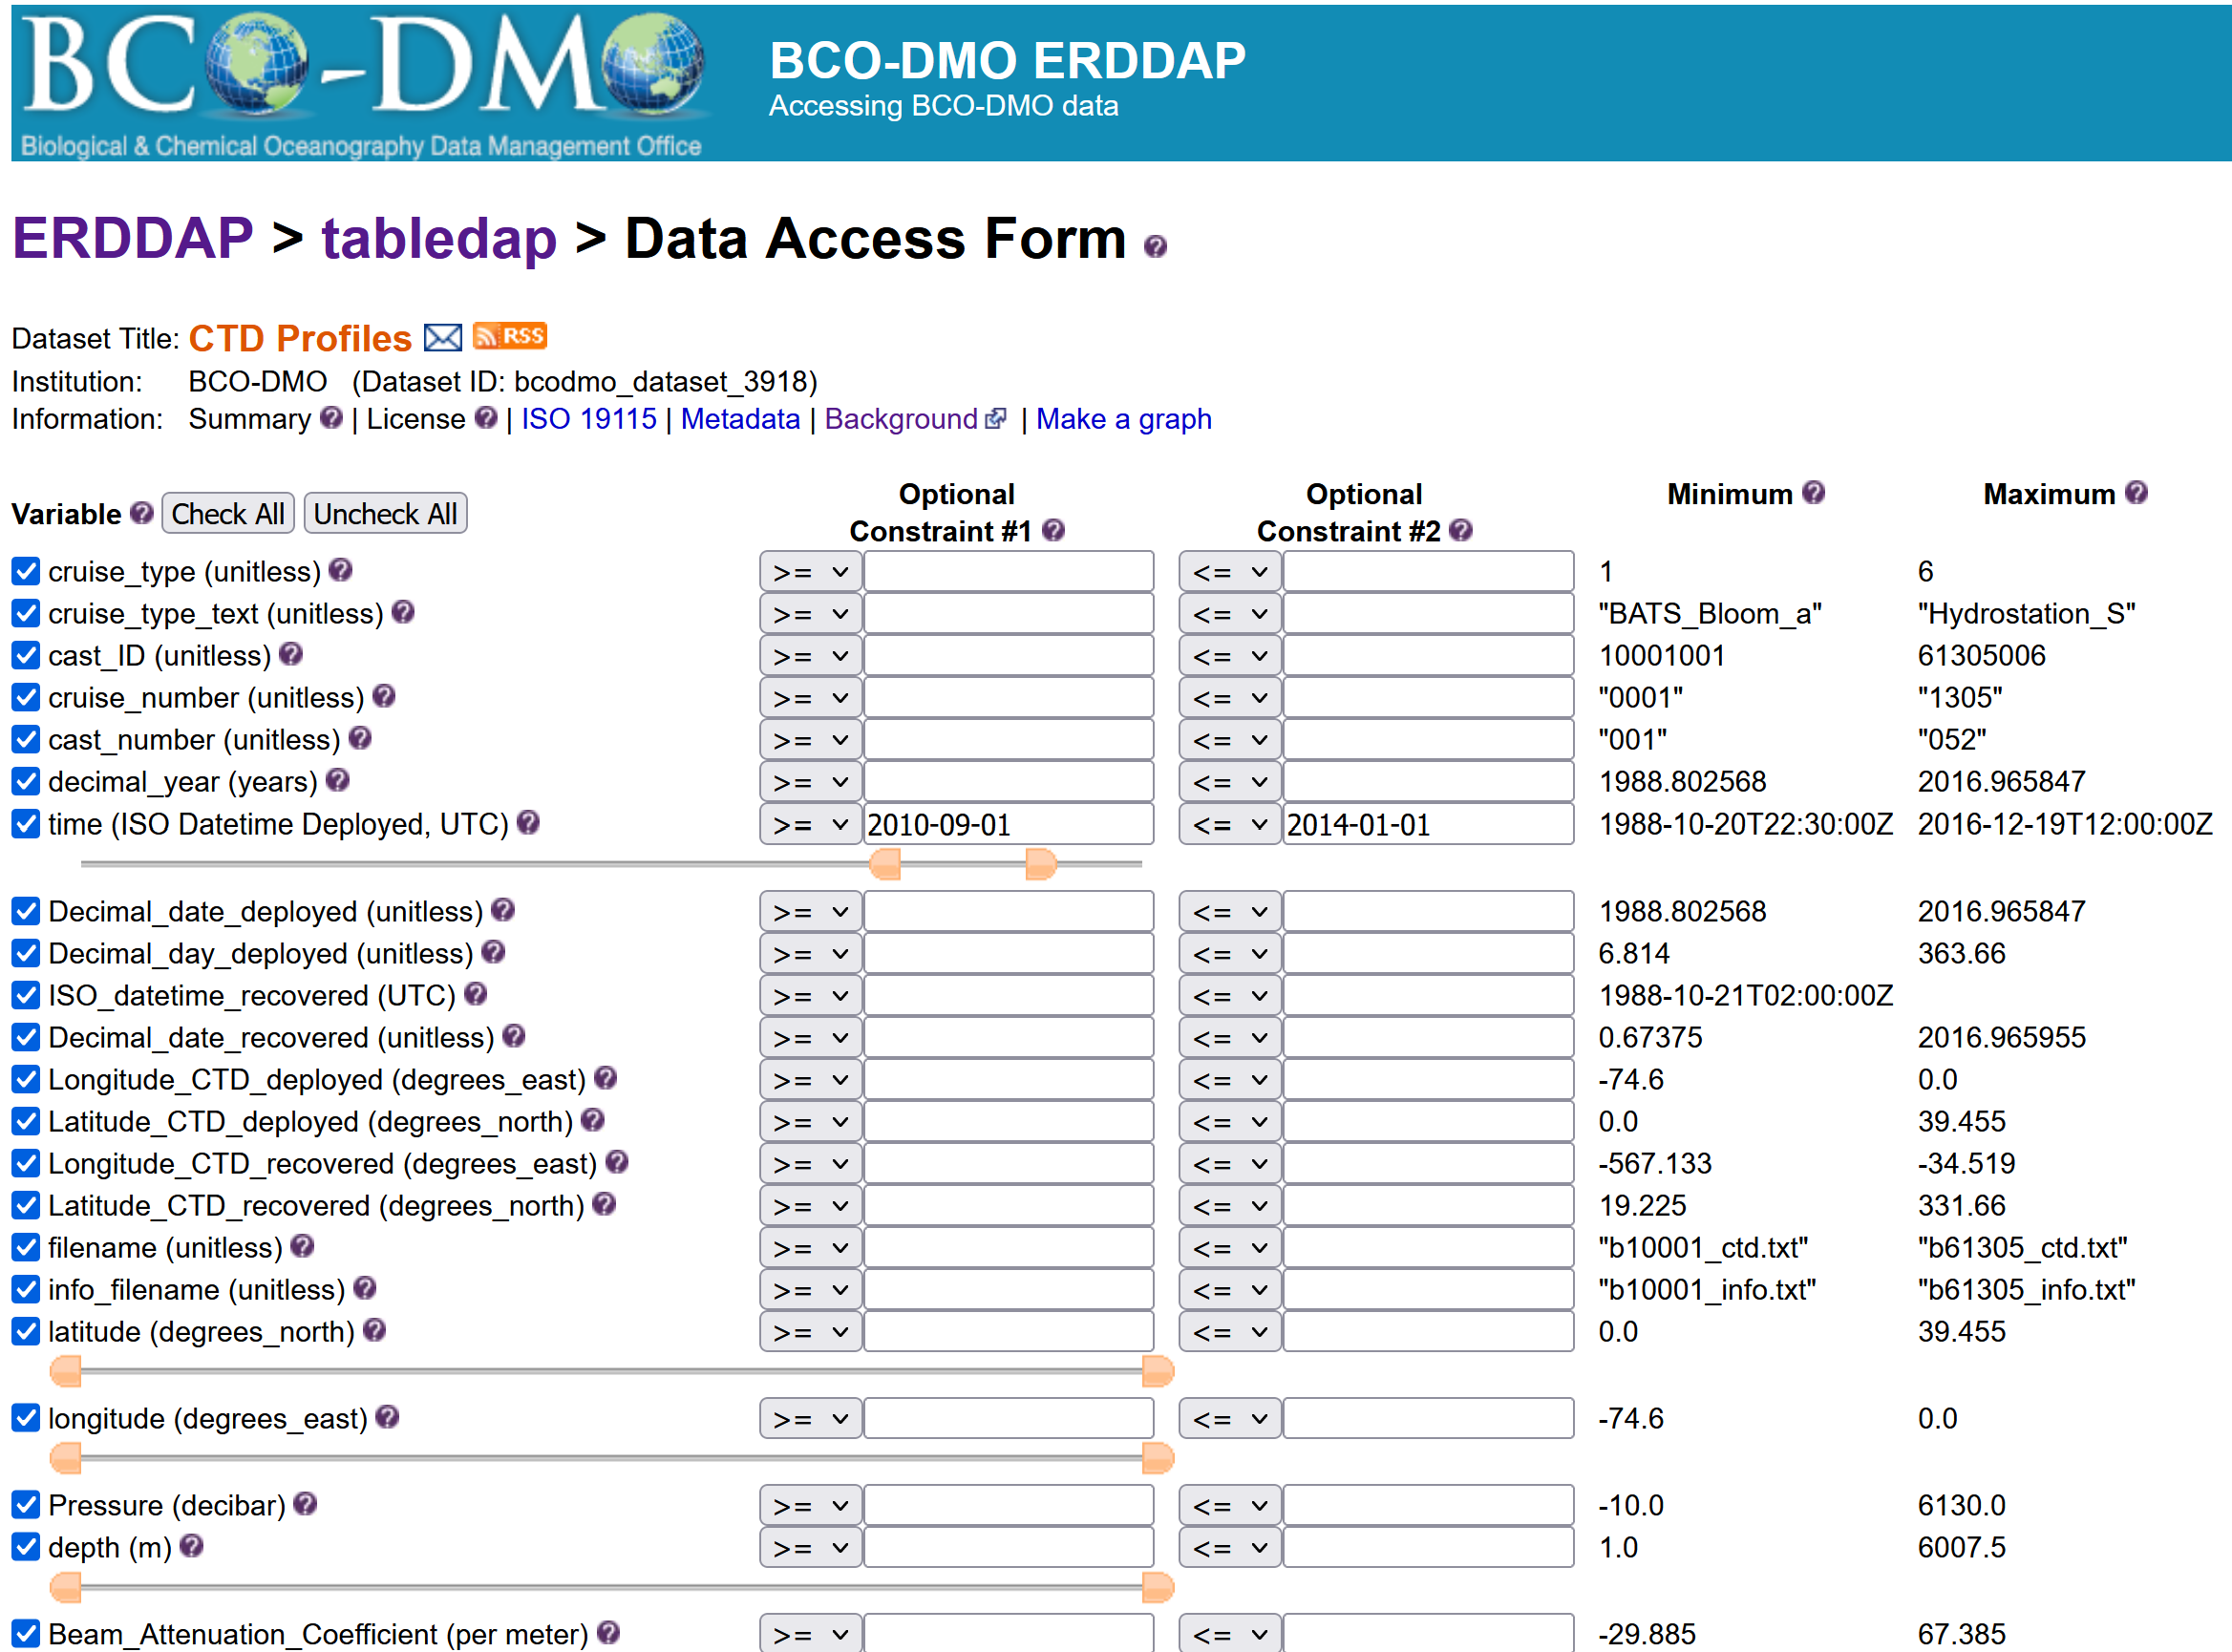 BCO-DMO
Biological & Chemical Oceanography Data Management Office
BCO-DMO ERDDAP
Accessing BCO-DMO data
ERDDAP > tabledap > Data Access Form ?
Dataset Title: CTD Profiles RSS
Institution: BCO-DMO (Dataset ID: bcodmo_dataset_3918)
Information: Summary ? | License ? | ISO 19115 | Metadata | Background | Make a graph
Variable ? Check All Uncheck All Optional Constraint #1 ? Optional Constraint #2 ? Minimum ? Maximum ?
cruise_type (unitless) ? >= <= 1 6
cruise_type_text (unitless) ? >= <= "BATS_Bloom_a" "Hydrostation_S"
cast_ID (unitless) ? >= <= 10001001 61305006
cruise_number (unitless) ? >= <= "0001" "1305"
cast_number (unitless) ? >= <= "001" "052"
decimal_year (years) ? >= <= 1988.802568 2016.965847
time (ISO Datetime Deployed, UTC) ? >= 2010-09-01 <= 2014-01-01 1988-10-20T22:30:00Z 2016-12-19T12:00:00Z
Decimal_date_deployed (unitless) ? >= <= 1988.802568 2016.965847
Decimal_day_deployed (unitless) ? >= <= 6.814 363.66
ISO_datetime_recovered (UTC) ? >= <= 1988-10-21T02:00:00Z
Decimal_date_recovered (unitless) ? >= <= 0.67375 2016.965955
Longitude_CTD_deployed (degrees_east) ? >= <= -74.6 0.0
Latitude_CTD_deployed (degrees_north) ? >= <= 0.0 39.455
Longitude_CTD_recovered (degrees_east) ? >= <= -567.133 -34.519
Latitude_CTD_recovered (degrees_north) ? >= <= 19.225 331.66
filename (unitless) ? >= <= "b10001_ctd.txt" "b61305_ctd.txt"
info_filename (unitless) ? >= <= "b10001_info.txt" "b61305_info.txt"
latitude (degrees_north) ? >= <= 0.0 39.455
longitude (degrees_east) ? >= <= -74.6 0.0
Pressure (decibar) ? >= <= -10.0 6130.0
depth (m) ? >= <= 1.0 6007.5
Beam_Attenuation_Coefficient (per meter) ? >= <= -29.885 67.385